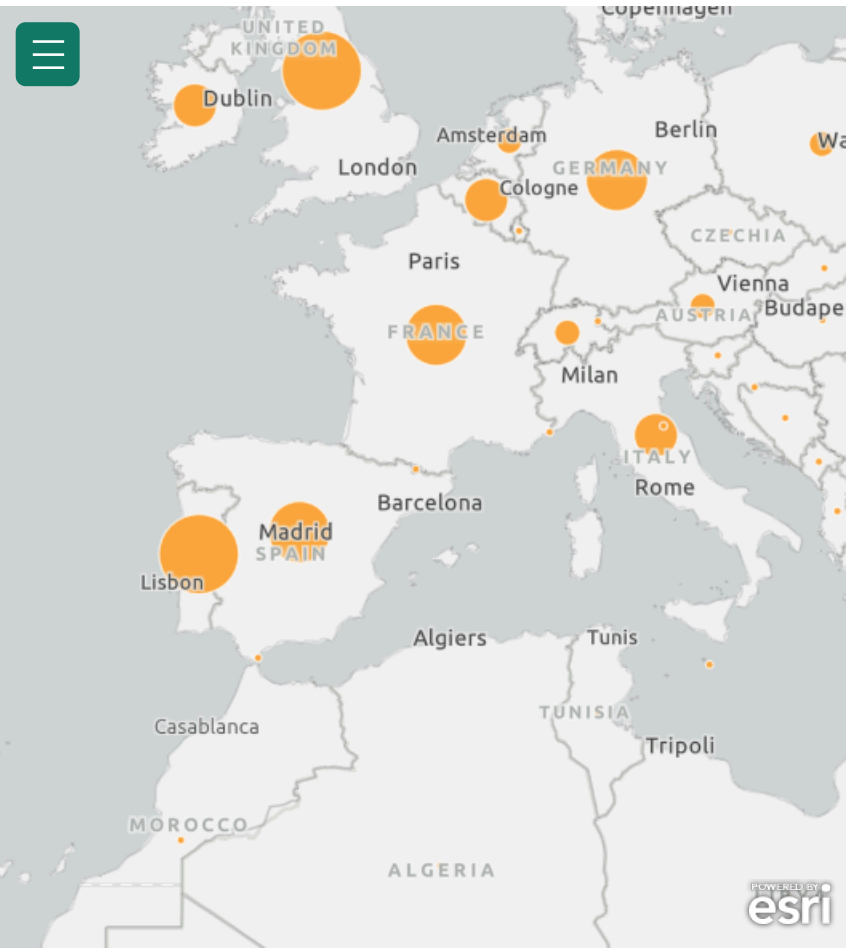 Copenhagen
UNITED
KINGDOM
Dublin
Amsterdam
Berlin
Wa
London
GERMANY
Cologne
CZECHIA
Paris
Vienna
Budape
AUSTRIA
FRANCE
Milan
ITALY
Rome
Barcelona
Madrid
SPAIN
Lisbon
Algiers
Tunis
TUNISIA
Casablanca
Tripoli
MOROCCO
ALGERIA
POWERED BY
esri